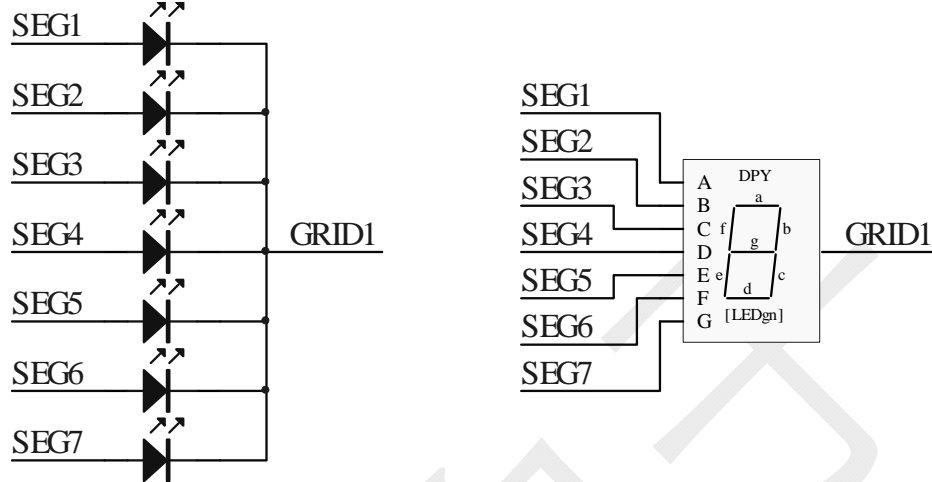 SEG1
SEG2
SEG3
SEG4
SEG5
SEG6
SEG7
GRID1
SEG1
SEG2
SEG3
SEG4
SEG5
SEG6
SEG7
A
B
C
D
E
F
G
DPY
a
f
b
g
e
c
d
[LEDgn]
GRID1